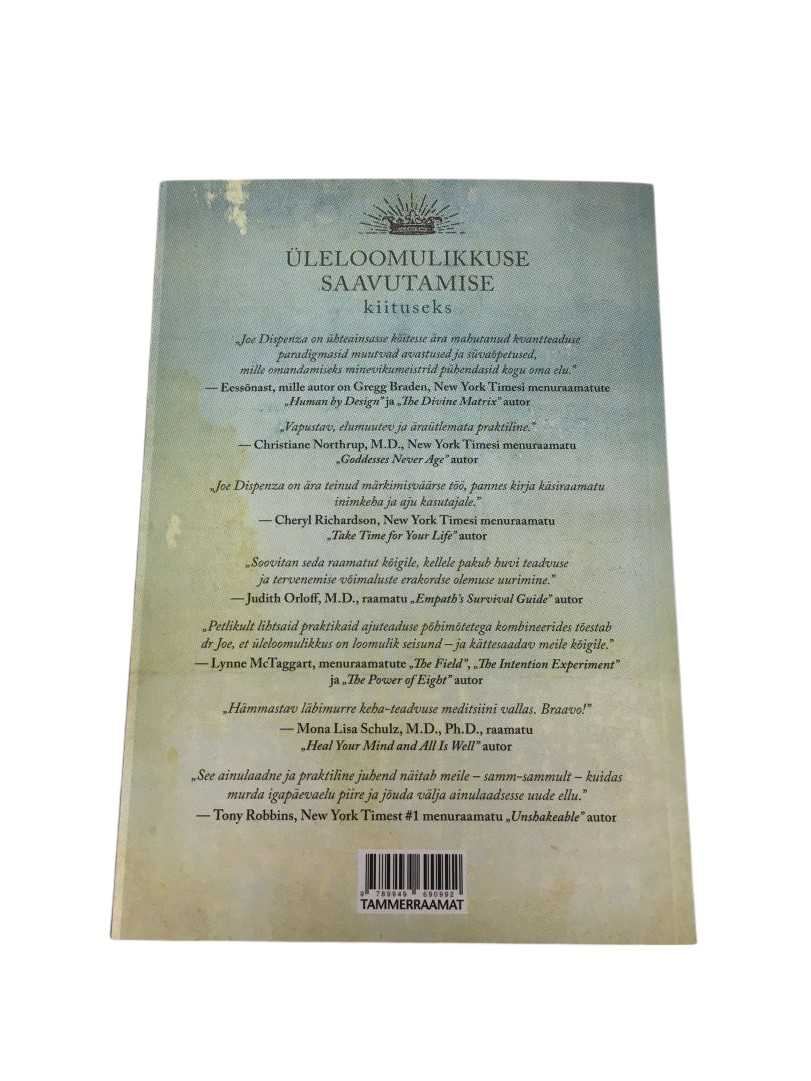 ÜLELOOMULIKKUSE
SAAVUTAMISE
kiituseks
„Joe Dispenza on ühteainsasse köitesse ära mahutanud kvantteaduse
paradigmasid muutvad avastused ja süvaõpetused,
mille omandamiseks minevikumeistrid pühendasid kogu oma elu.”
— Eessõnast, mille autor on Gregg Braden, New York Timesi menuraamatute
„Human by Design” ja „The Divine Matrix” autor
„Vapustav, elumuutev ja äraütlemata praktiline.”
— Christiane Northrup, M.D., New York Timesi menuraamatu
„Goddesses Never Age” autor
„Joe Dispenza on ära teinud märkimisväärse töö, pannes kirja käsiraamatu
inimkeha ja aju kasutajale.”
— Cheryl Richardson, New York Timesi menuraamatu
„Take Time for Your Life” autor
„Soovitan seda raamatut kõigile, kellele pakub huvi teadvuse
ja tervenemise võimaluste erakordse olemuse uurimine.”
— Judith Orloff, M.D., raamatu „Empath's Survival Guide” autor
„Petlikult lihtsaid praktikaid ajuteaduse põhimõtetega kombineerides tõestab
dr Joe, et üleloomulikkus on loomulik seisund – ja kättesaadav meile kõigile.”
— Lynne McTaggart, menuraamatute „The Field”, „The Intention Experiment”
ja „The Power of Eight” autor
„Hämmastav läbimurre keha-teadvuse meditsiini vallas. Braavo!”
— Mona Lisa Schulz, M.D., Ph.D., raamatu
„Heal Your Mind and All Is Well” autor
„See ainulaadne ja praktiline juhend näitab meile – samm-sammult – kuidas
murda igapäevaelu piire ja jõuda välja ainulaadsesse uude ellu.”
— Tony Robbins, New York Timest #1 menuraamatu „Unshakeable” autor
9 789949 690992
TAMMERRAAMAT